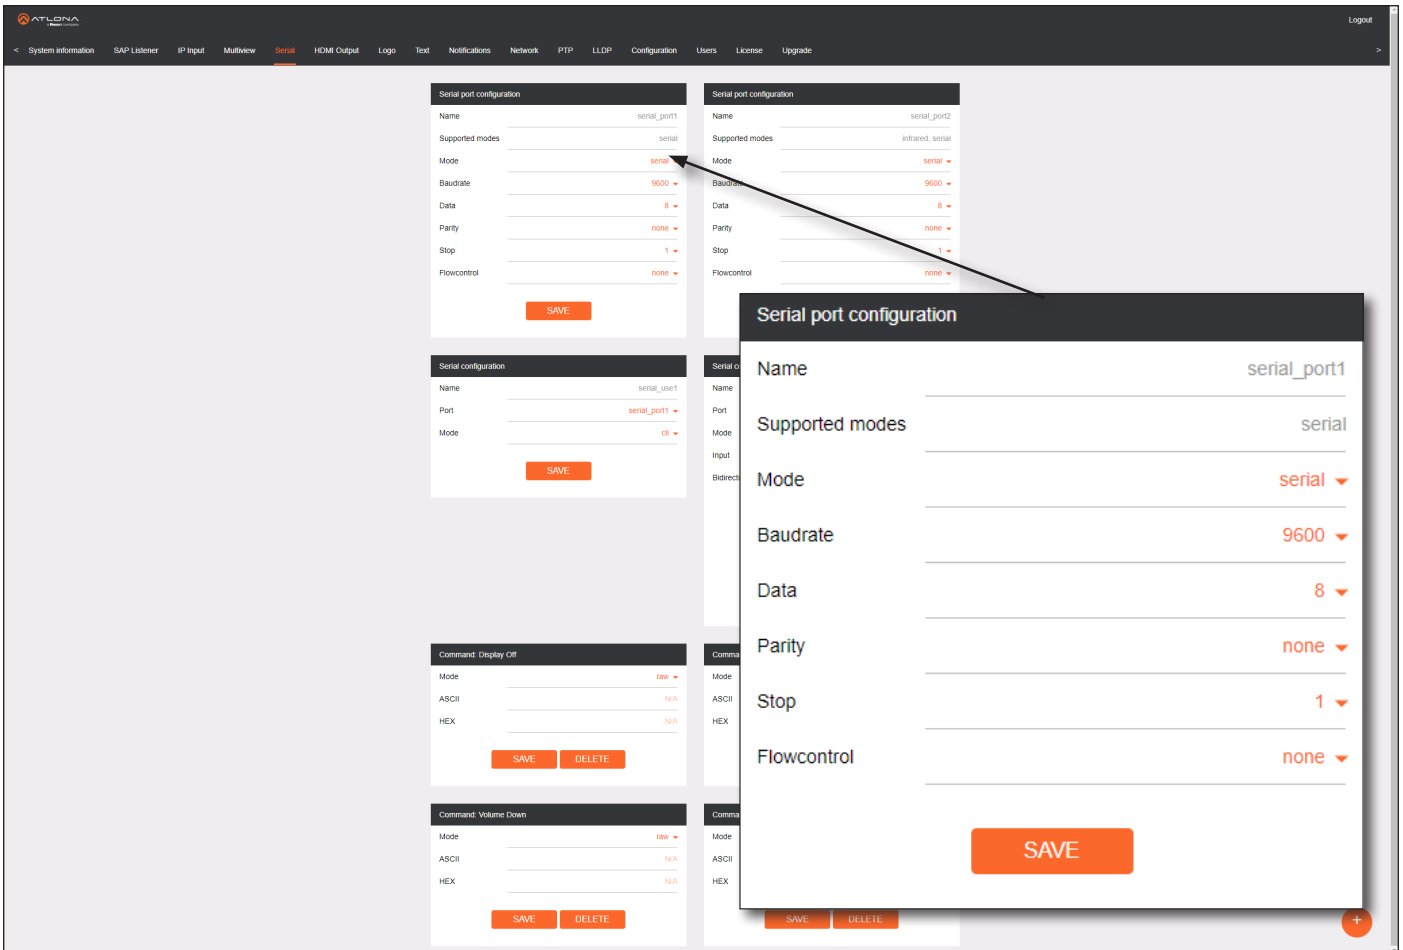 ATLONA
Logout
< System information SAP Listener IP Input Multiview Serial HDMI Output Logo Text Notifications Network PTP LLDP Configuration Users License Upgrade >
Serial port configuration
Name serial_port1
Supported modes serial
Mode serial
Baudrate 9600
Data 8
Parity none
Stop 1
Flowcontrol none
SAVE
Serial port configuration
Name serial_port2
Supported modes infrared, serial
Mode serial
Baudrate 9600
Data 8
Parity none
Stop 1
Flowcontrol none
Serial configuration
Name serial_use1
Port serial_port1
Mode cli
SAVE
Serial co
Name
Port
Mode
Input
Bidirecti
Command: Display Off
Mode raw
ASCII N/A
HEX N/A
SAVE DELETE
Comma
Mode
ASCII
HEX
Command: Volume Down
Mode raw
ASCII N/A
HEX N/A
SAVE DELETE
Comma
Mode
ASCII
HEX
SAVE DELETE
Serial port configuration
Name serial_port1
Supported modes serial
Mode serial
Baudrate 9600
Data 8
Parity none
Stop 1
Flowcontrol none
SAVE
+